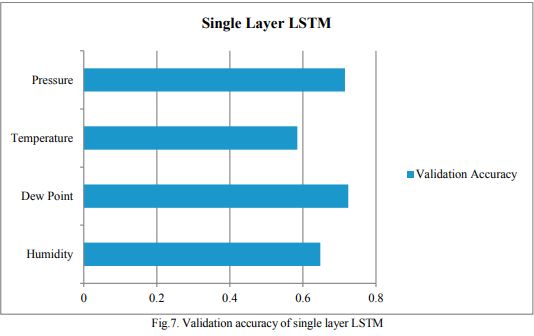 Single Layer LSTM
Pressure
Temperature
Dew Point
Humidity
Validation Accuracy
0 0.2 0.4 0.6 0.8
Fig.7. Validation accuracy of single layer LSTM